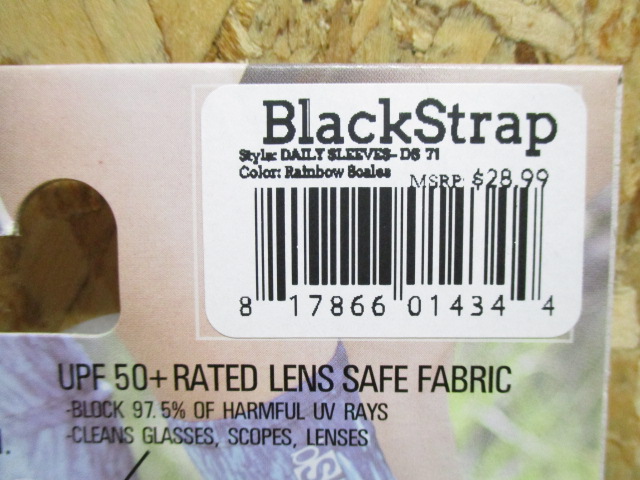 BlackStrap
Style: DAILY SLEEVES- DS 71
Color: Rainbow Scales
MSRP $28.99
8 17866 01434 4
UPF 50+ RATED LENS SAFE FABRIC
-BLOCK 97.5% OF HARMFUL UV RAYS
-CLEANS GLASSES, SCOPES, LENSES